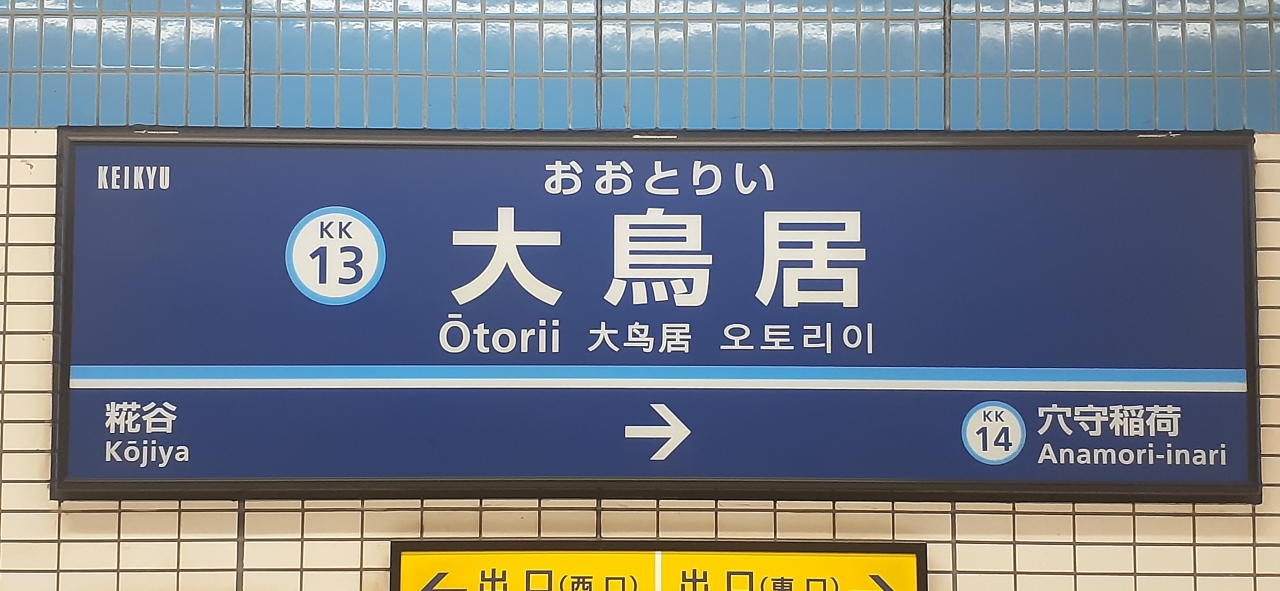 KEIKYU
おおとりい
KK
13
大鳥居
Ōtorii 大鸟居 오토리이
糀谷
Kōjiya
→
KK
14
穴守稲荷
Anamori-inari
← 出口(西口)
出口(東口) →